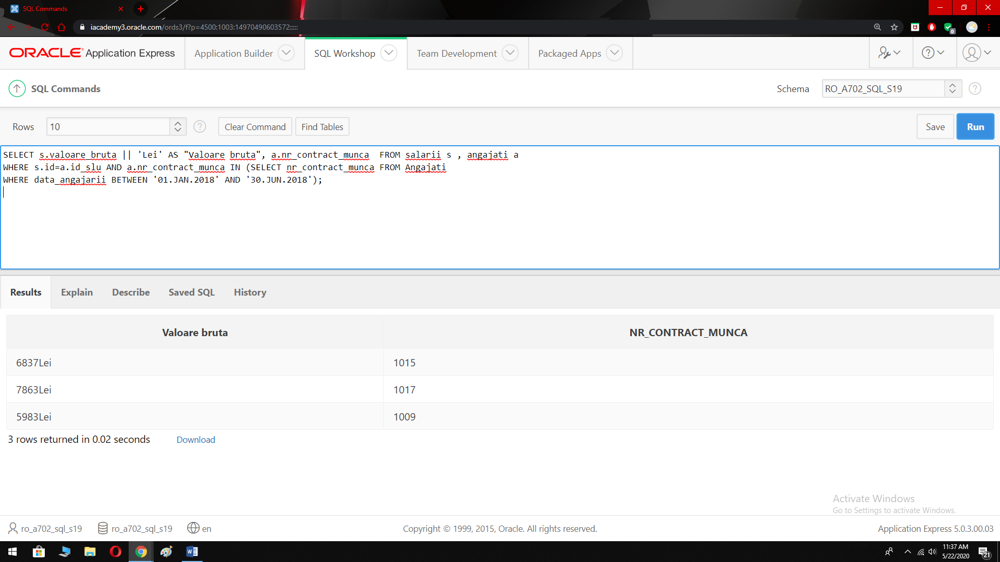 SQL Commands
iacademy3.oracle.com/ords3/f?p=4500:1003:14970490603572:::::
0
ORACLE Application Express
Application Builder
SQL Workshop
Team Development
Packaged Apps
SQL Commands
Schema
RO_A702_SQL_S19
?
Rows
10
?
Clear Command
Find Tables
Save
Run
SELECT s.valoare_bruta || 'Lei' AS "Valoare bruta", a.nr_contract_munca  FROM salarii s , angajati a
WHERE s.id=a.id_slu AND a.nr_contract_munca IN (SELECT nr_contract_munca FROM Angajati
WHERE data_angajarii BETWEEN '01.JAN.2018' AND '30.JUN.2018');
Results
Explain
Describe
Saved SQL
History
Valoare bruta
NR_CONTRACT_MUNCA
6837Lei
1015
7863Lei
1017
5983Lei
1009
3 rows returned in 0.02 seconds
Download
Activate Windows
Go to Settings to activate Windows.
ro_a702_sql_s19
ro_a702_sql_s19
en
Copyright © 1999, 2015, Oracle. All rights reserved.
Application Express 5.0.3.00.03
11:37 AM
5/22/2020
21